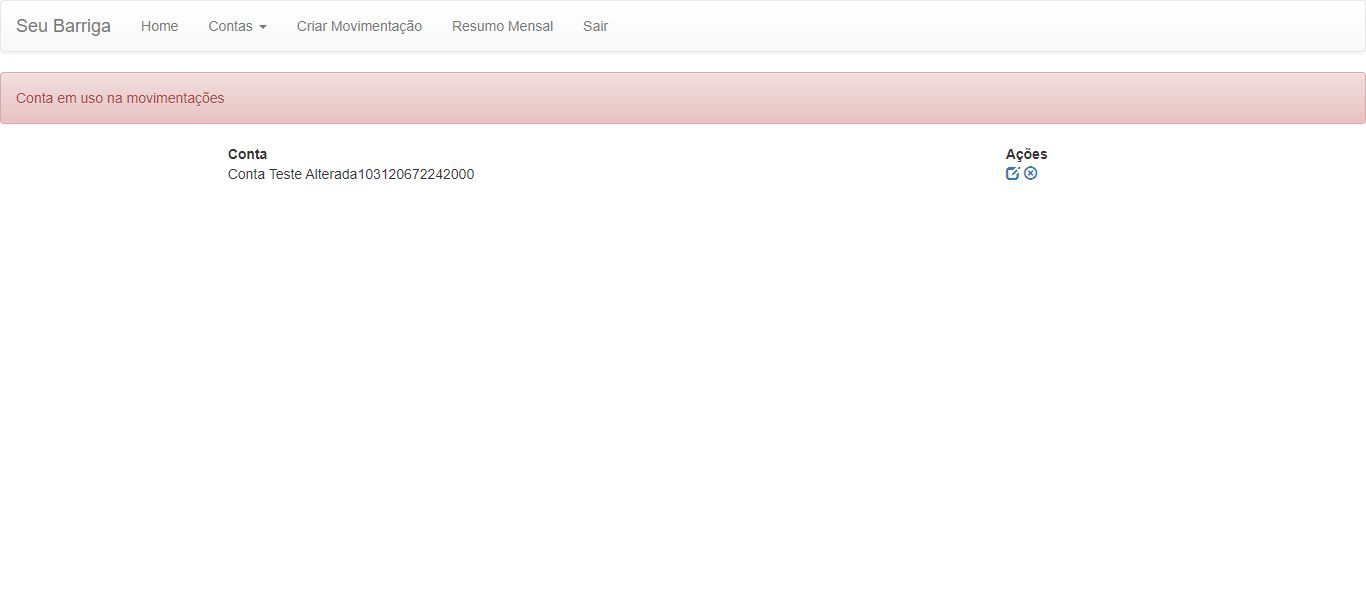 Seu Barriga Home Contas Criar Movimentação Resumo Mensal Sair
Conta em uso na movimentações
Conta Ações
Conta Teste Alterada103120672242000